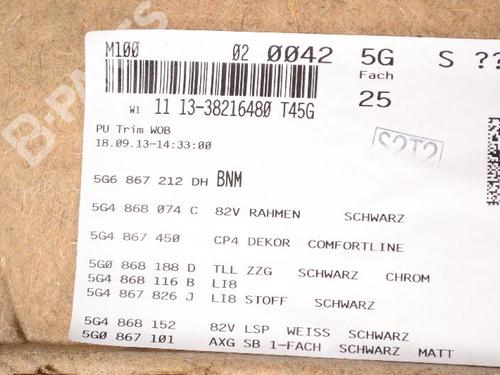 M100 02 0042 5G S ??
Fach
25
W1 11 13-38216480 T45G
PU Trim WOB
18.09.13-14:33:00
S2T2
5G6 867 212 DH BNM
5G4 868 074 C 82V RAHMEN SCHWARZ
5G4 867 450 CP4 DEKOR COMFORTLINE
5G0 868 188 D TLL ZZG SCHWARZ CHROM
5G4 868 116 B LI8
5G4 867 826 J LI8 STOFF SCHWARZ
5G4 868 152 82V LSP WEISS SCHWARZ
5G0 867 101 AXG SB 1-FACH SCHWARZ MATT
B-PARTS